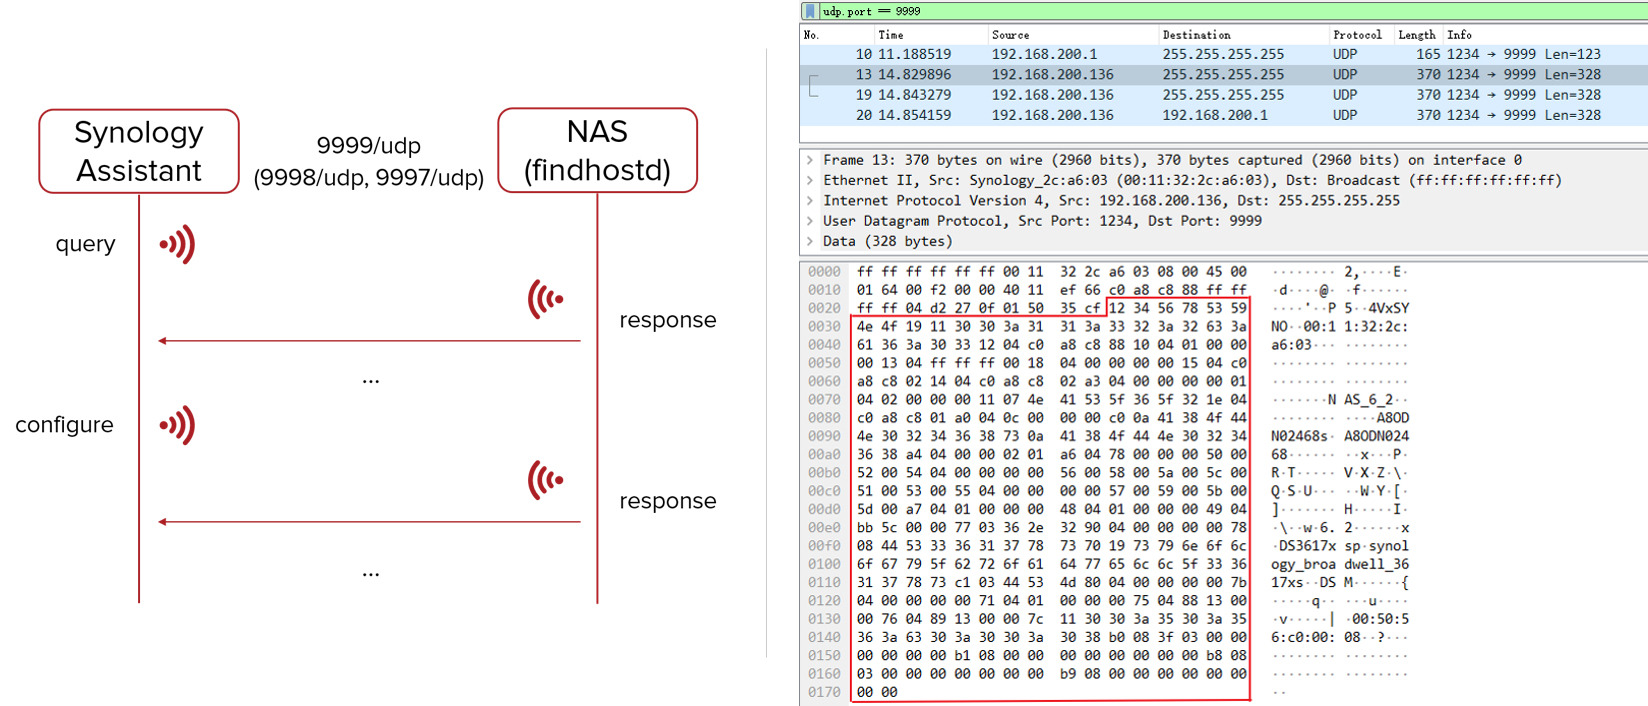 Synology
Assistant
9999/udp
(9998/udp, 9997/udp)
NAS
(findhostd)
query
response
...
configure
response
...
udp.port == 9999
No. Time Source Destination Protocol Length Info
10 11.188519 192.168.200.1 255.255.255.255 UDP 165 1234 → 9999 Len=123
13 14.829896 192.168.200.136 255.255.255.255 UDP 370 1234 → 9999 Len=328
19 14.843279 192.168.200.136 255.255.255.255 UDP 370 1234 → 9999 Len=328
20 14.854159 192.168.200.136 192.168.200.1 UDP 370 1234 → 9999 Len=328
Frame 13: 370 bytes on wire (2960 bits), 370 bytes captured (2960 bits) on interface 0
Ethernet II, Src: Synology_2c:a6:03 (00:11:32:2c:a6:03), Dst: Broadcast (ff:ff:ff:ff:ff:ff)
Internet Protocol Version 4, Src: 192.168.200.136, Dst: 255.255.255.255
User Datagram Protocol, Src Port: 1234, Dst Port: 9999
Data (328 bytes)
0000 ff ff ff ff ff ff 00 11 32 2c a6 03 08 00 45 00 ········ 2,····E·
0010 01 64 00 f2 00 00 40 11 ef 66 c0 a8 c8 88 ff ff ·d····@· ·f······
0020 ff ff 04 d2 27 0f 01 50 35 cf 12 34 56 78 53 59 ····'··P 5··4VxSY
0030 4e 4f 19 11 30 30 3a 31 31 3a 33 32 3a 32 63 3a NO··00:1 1:32:2c:
0040 61 36 3a 30 33 12 04 c0 a8 c8 88 10 04 01 00 00 a6:03··· ········
0050 00 13 04 ff ff ff 00 18 04 00 00 00 00 15 04 c0 ········ ········
0060 a8 c8 02 14 04 c0 a8 c8 02 a3 04 00 00 00 00 01 ········ ········
0070 04 02 00 00 00 11 07 4e 41 53 5f 36 5f 32 1e 04 ·······N AS_6_2··
0080 c0 a8 c8 01 a0 04 0c 00 00 00 c0 0a 41 38 4f 44 ········ ····A8OD
0090 4e 30 32 34 36 38 73 0a 41 38 4f 44 4e 30 32 34 N02468s· A8ODN024
00a0 36 38 a4 04 00 00 02 01 a6 04 78 00 00 00 50 00 68······ ··x···P·
00b0 52 00 54 04 00 00 00 00 56 00 58 00 5a 00 5c 00 R·T····· V·X·Z·\·
00c0 51 00 53 00 55 04 00 00 00 00 57 00 59 00 5b 00 Q·S·U··· ··W·Y·[·
00d0 5d 00 a7 04 01 00 00 00 48 04 01 00 00 00 49 04 ]······· H·····I·
00e0 bb 5c 00 00 77 03 36 2e 32 90 04 00 00 00 00 78 ·\··w·6. 2······x
00f0 08 44 53 33 36 31 37 78 73 70 19 73 79 6e 6f 6c ·DS3617x sp·synol
0100 6f 67 79 5f 62 72 6f 61 64 77 65 6c 6c 5f 33 36 ogy_broa dwell_36
0110 31 37 78 73 c1 03 44 53 4d 80 04 00 00 00 00 7b 17xs··DS M······{
0120 04 00 00 00 00 71 04 01 00 00 00 75 04 88 13 00 ·····q·· ···u····
0130 00 76 04 89 13 00 00 7c 11 30 30 3a 35 30 3a 35 ·v·····| ·00:50:5
0140 36 3a 63 30 3a 30 30 3a 30 38 b0 08 3f 03 00 00 6:c0:00: 08··?···
0150 00 00 00 00 b1 08 00 00 00 00 00 00 00 00 b8 08 ········ ········
0160 03 00 00 00 00 00 00 00 b9 08 00 00 00 00 00 00 ········ ········
0170 00 00 ··